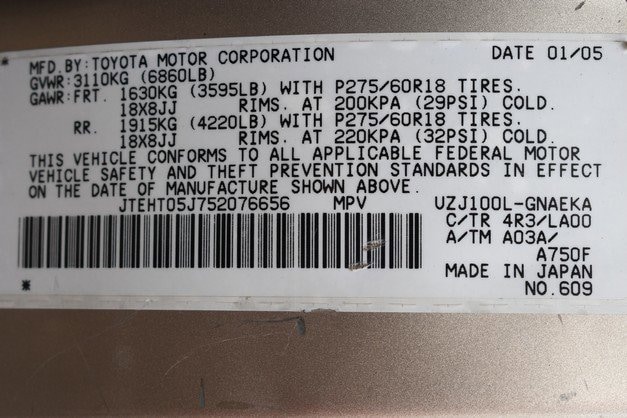 MFD.BY:TOYOTA MOTOR CORPORATION DATE 01/05
GVWR:3110KG (6860LB)
GAWR:FRT. 1630KG (3595LB) WITH P275/60R18 TIRES.
18X8JJ RIMS. AT 200KPA (29PSI) COLD.
RR. 1915KG (4220LB) WITH P275/60R18 TIRES.
18X8JJ RIMS. AT 220KPA (32PSI) COLD.
THIS VEHICLE CONFORMS TO ALL APPLICABLE FEDERAL MOTOR
VEHICLE SAFETY AND THEFT PREVENTION STANDARDS IN EFFECT
ON THE DATE OF MANUFACTURE SHOWN ABOVE.
JTEHT05J752076656 MPV UZJ100L-GNAEKA
C/TR 4R3/LA00
A/TM A03A/
A750F
MADE IN JAPAN
* NO.609